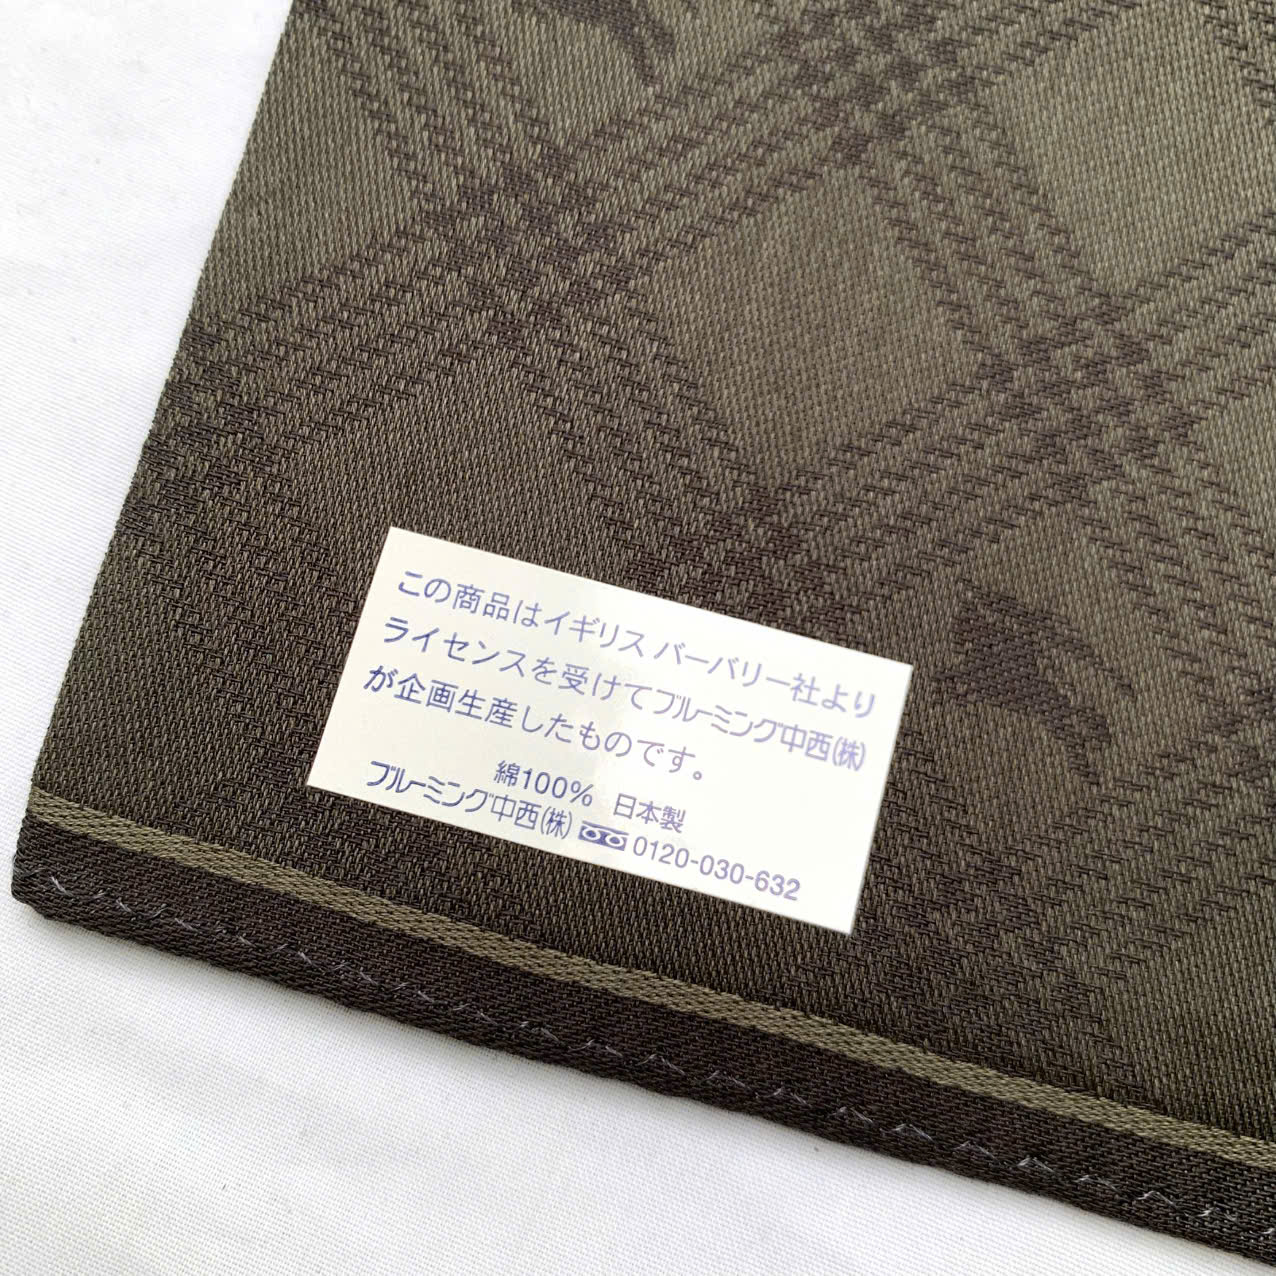 この商品はイギリス バーバリー社より
ライセンスを受けてブルーミング中西(株)
が企画生産したものです。
綿100% 日本製
ブルーミング中西(株) 0120-030-632